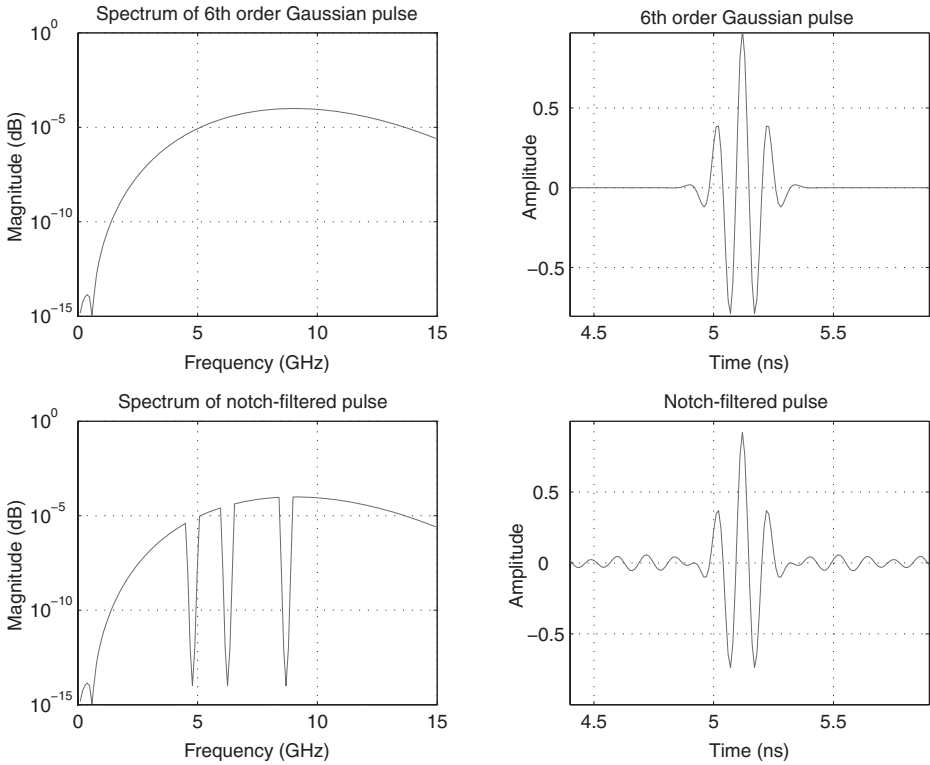 Spectrum of 6th order Gaussian pulse
10^0
10^-5
10^-10
10^-15
Magnitude (dB)
0
5
10
15
Frequency (GHz)
6th order Gaussian pulse
0.5
0
−0.5
Amplitude
4.5
5
5.5
Time (ns)
Spectrum of notch-filtered pulse
10^0
10^-5
10^-10
10^-15
Magnitude (dB)
0
5
10
15
Frequency (GHz)
Notch-filtered pulse
0.5
0
−0.5
Amplitude
4.5
5
5.5
Time (ns)